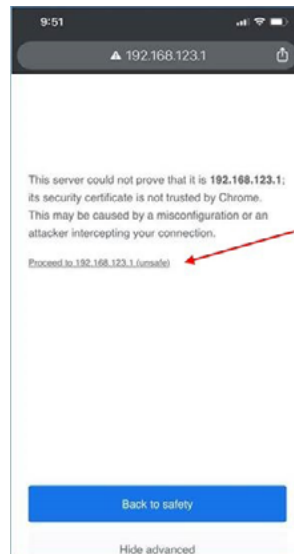 9:51
192.168.123.1
This server could not prove that it is 192.168.123.1;
its security certificate is not trusted by Chrome.
This may be caused by a misconfiguration or an
attacker intercepting your connection.
Proceed to 192.168.123.1 (unsafe)
Back to safety
Hide advanced